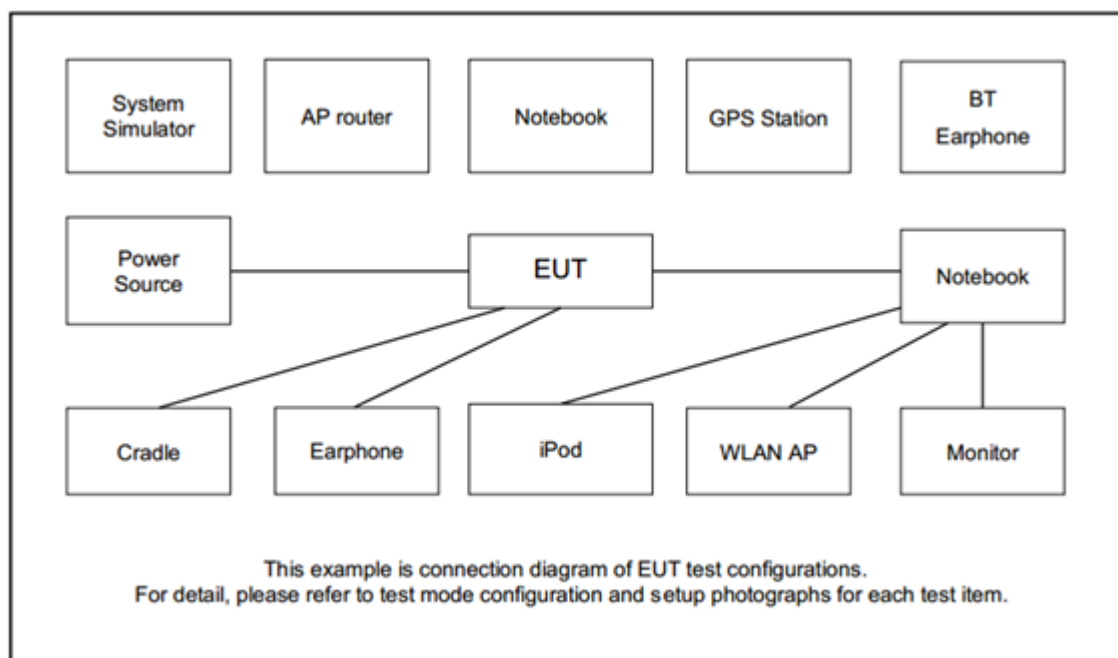 System
Simulator
AP router
Notebook
GPS Station
BT
Earphone
Power
Source
EUT
Notebook
Cradle
Earphone
iPod
WLAN AP
Monitor
This example is connection diagram of EUT test configurations.
For detail, please refer to test mode configuration and setup photographs for each test item.